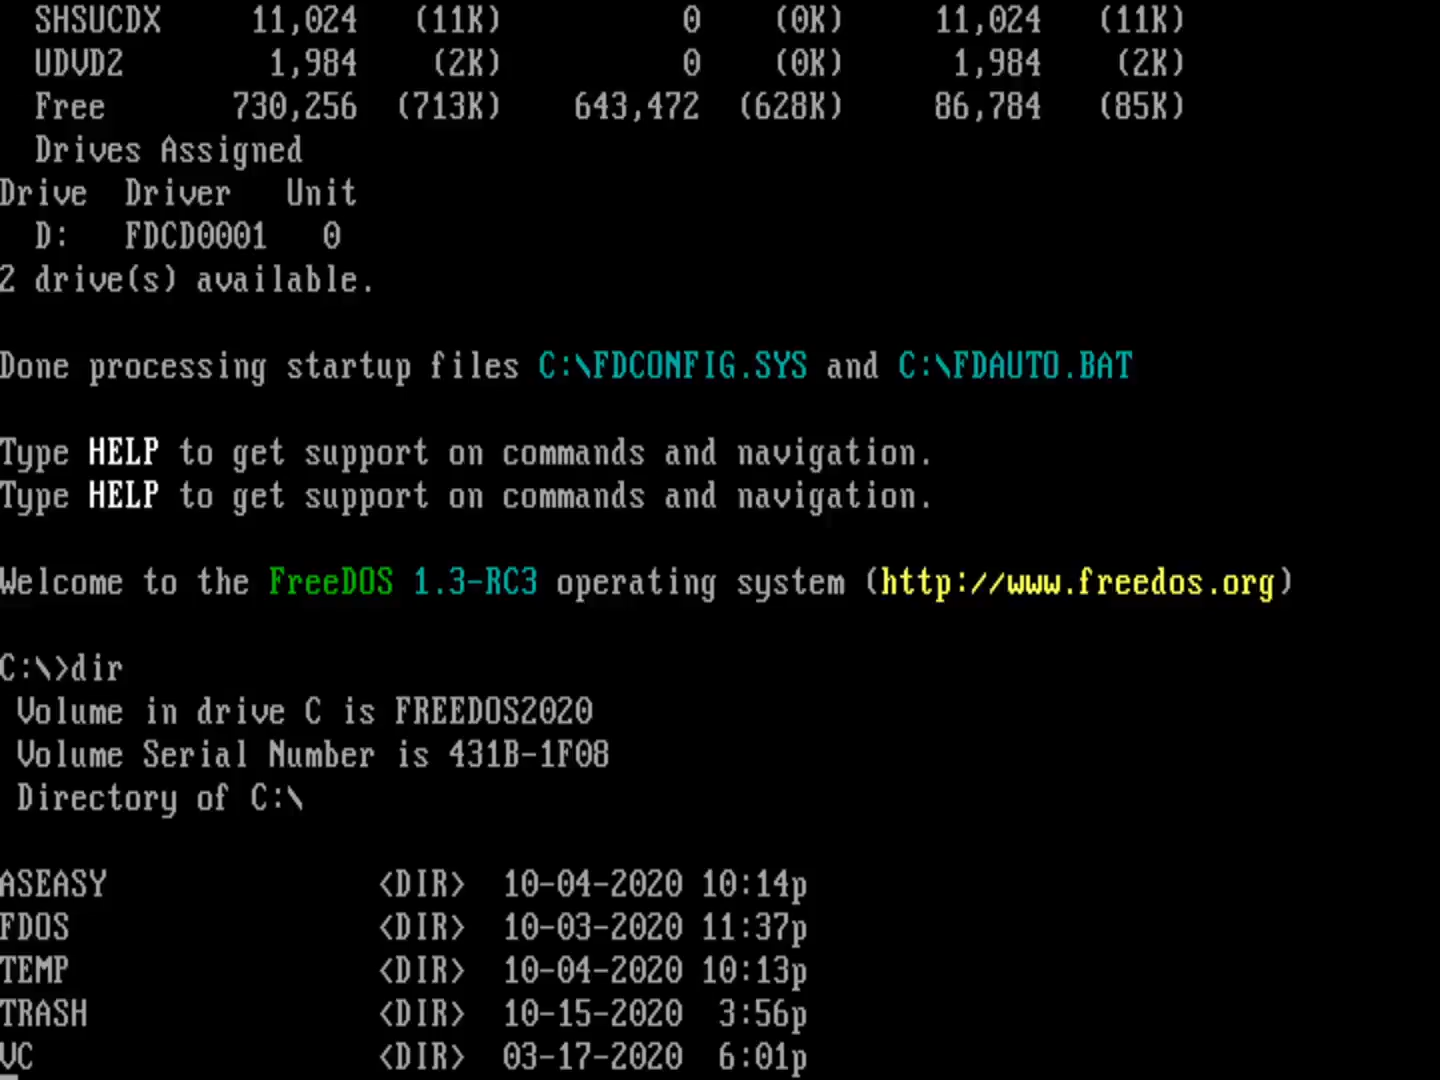 SHSUCDX 11,024 (11K) 0 (0K) 11,024 (11K)
UDVD2 1,984 (2K) 0 (0K) 1,984 (2K)
Free 730,256 (713K) 643,472 (628K) 86,784 (85K)
Drives Assigned
Drive Driver Unit
D: FDCD0001 0
2 drive(s) available.
Done processing startup files C:\FDCONFIG.SYS and C:\FDAUTO.BAT
Type HELP to get support on commands and navigation.
Type HELP to get support on commands and navigation.
Welcome to the FreeDOS 1.3-RC3 operating system (http://www.freedos.org)
C:\>dir
Volume in drive C is FREEDOS2020
Volume Serial Number is 431B-1F08
Directory of C:\
ASEASY <DIR> 10-04-2020 10:14p
FDOS <DIR> 10-03-2020 11:37p
TEMP <DIR> 10-04-2020 10:13p
TRASH <DIR> 10-15-2020 3:56p
VC <DIR> 03-17-2020 6:01p